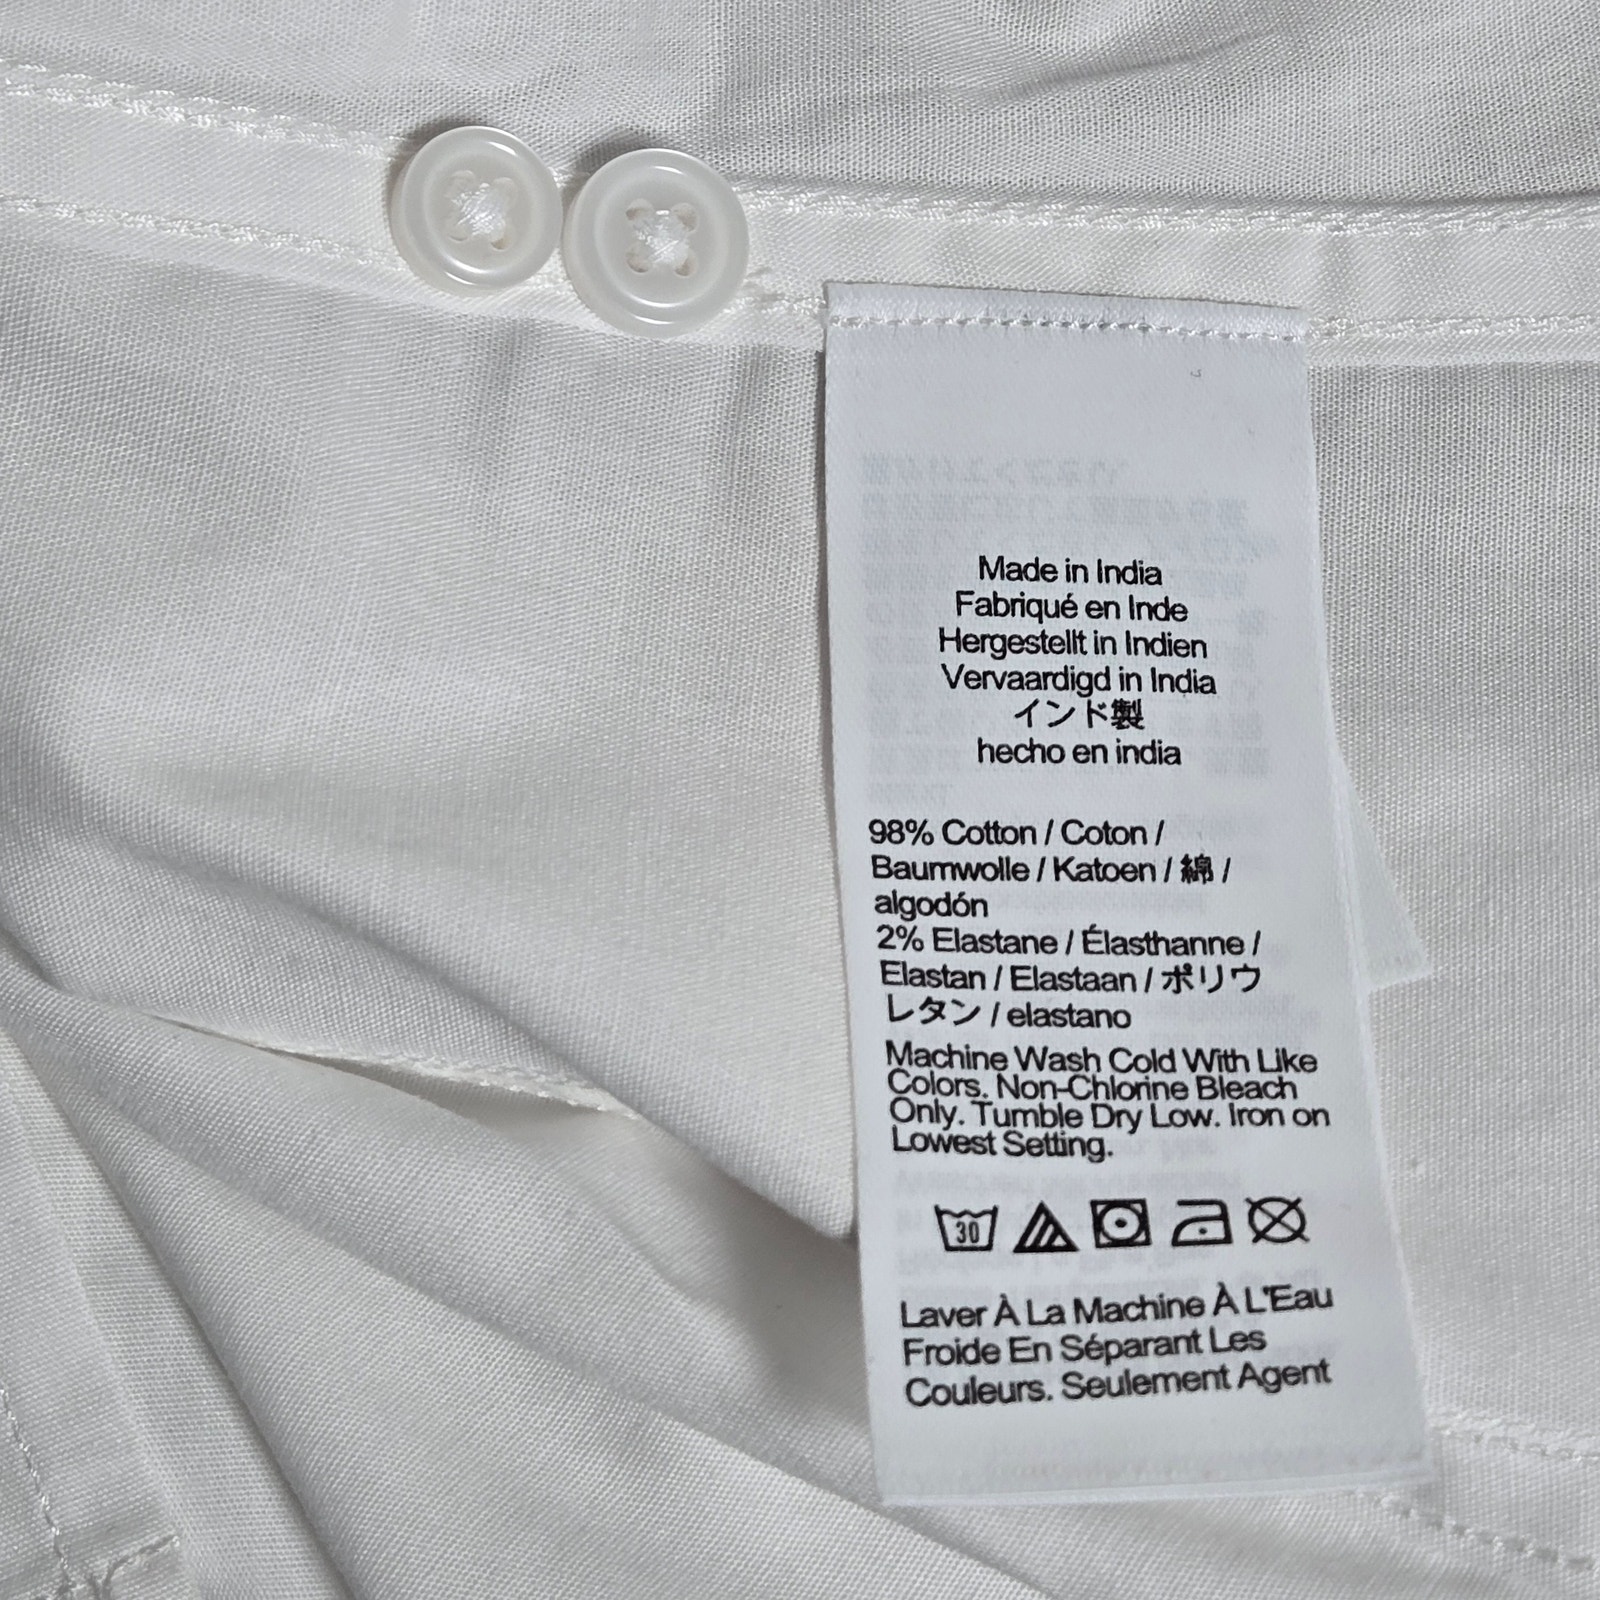 Made in India
Fabriqué en Inde
Hergestellt in Indien
Vervaardigd in India
インド製
hecho en india
98% Cotton / Coton /
Baumwolle / Katoen / 綿 /
algodón
2% Elastane / Élasthanne /
Elastan / Elastaan / ポリウ
レタン / elastano
Machine Wash Cold With Like
Colors. Non-Chlorine Bleach
Only. Tumble Dry Low. Iron on
Lowest Setting.
30
Laver À La Machine À L'Eau
Froide En Séparant Les
Couleurs. Seulement Agent